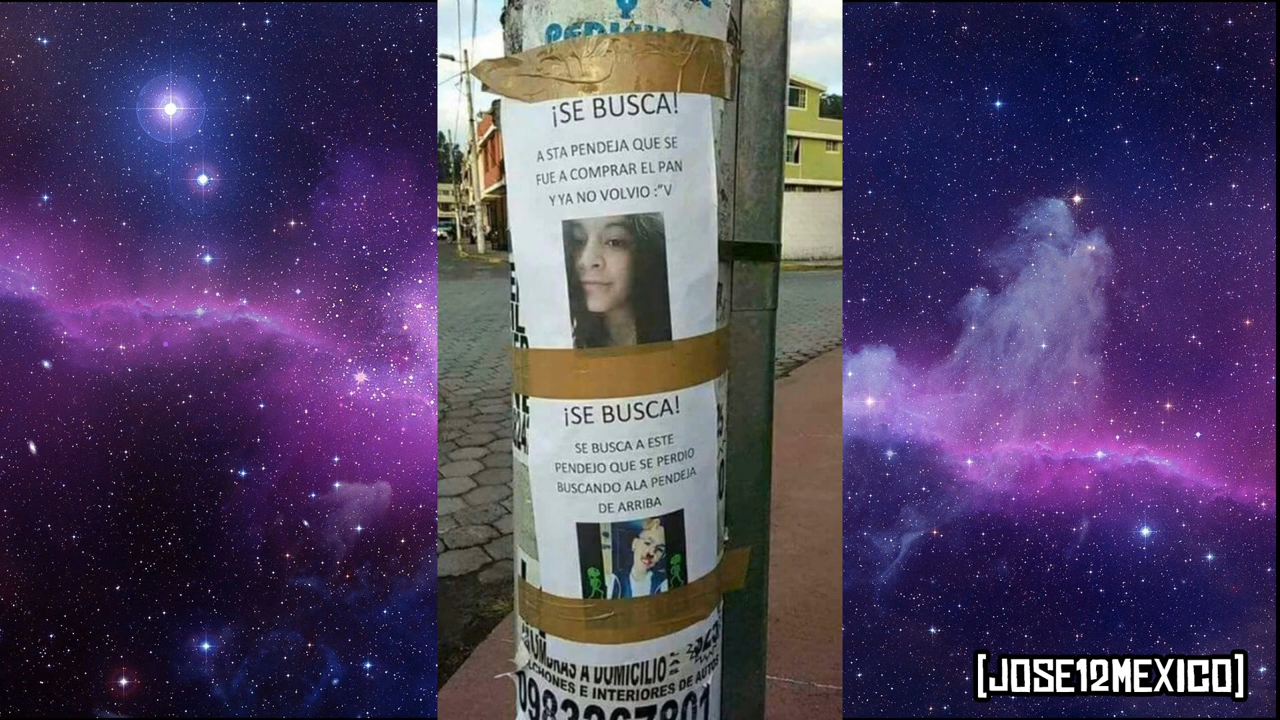 ¡SE BUSCA!
A STA PENDEJA QUE SE
FUE A COMPRAR EL PAN
Y YA NO VOLVIO :"V
¡SE BUSCA!
SE BUSCA A ESTE
PENDEJO QUE SE PERDIO
BUSCANDO ALA PENDEJA
DE ARRIBA
A DOMICILIO
E INTERIORES DE AUTOS
[JOSE12MEXICO]